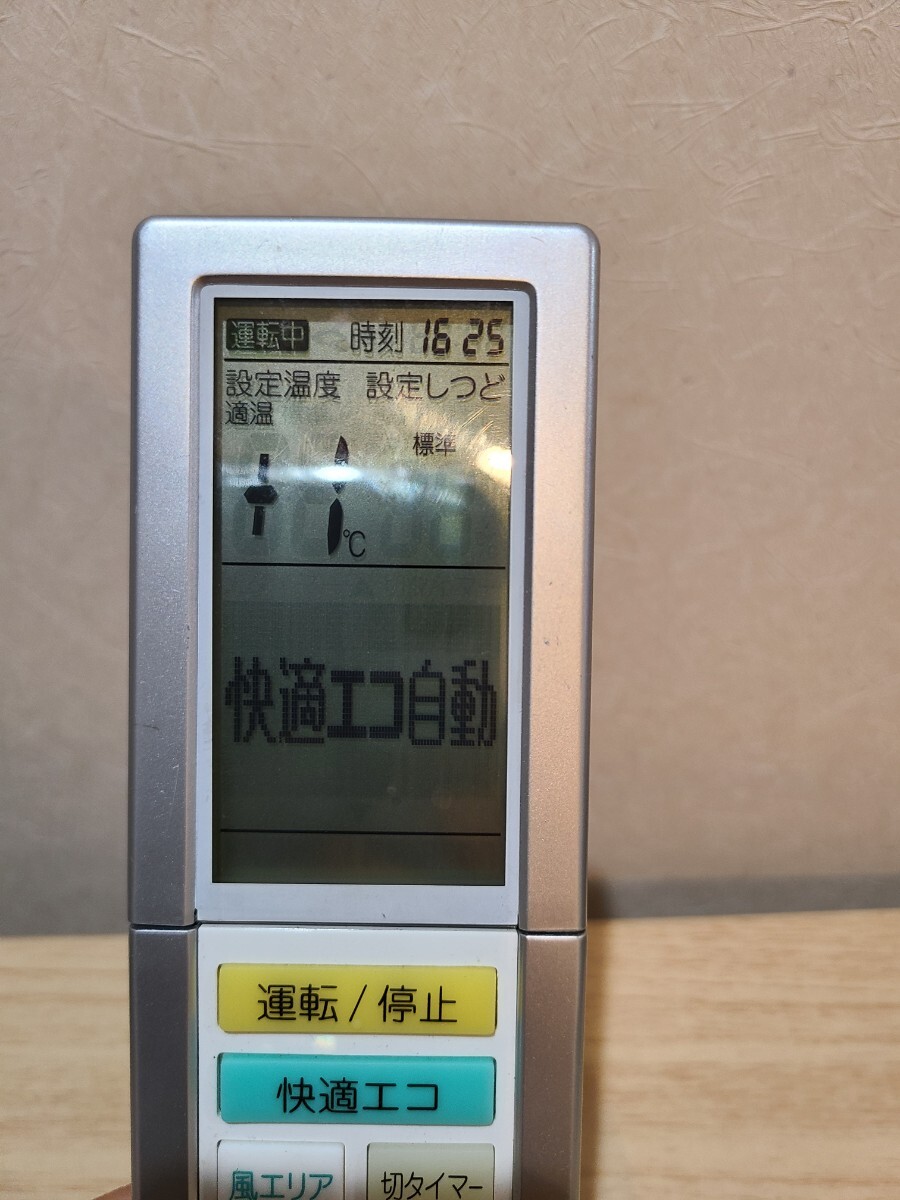 運転中 時刻 16 25
設定温度 設定しつど
適温
標準
+1℃
快適エコ自動
運転/停止
快適エコ
風エリア 切タイマー